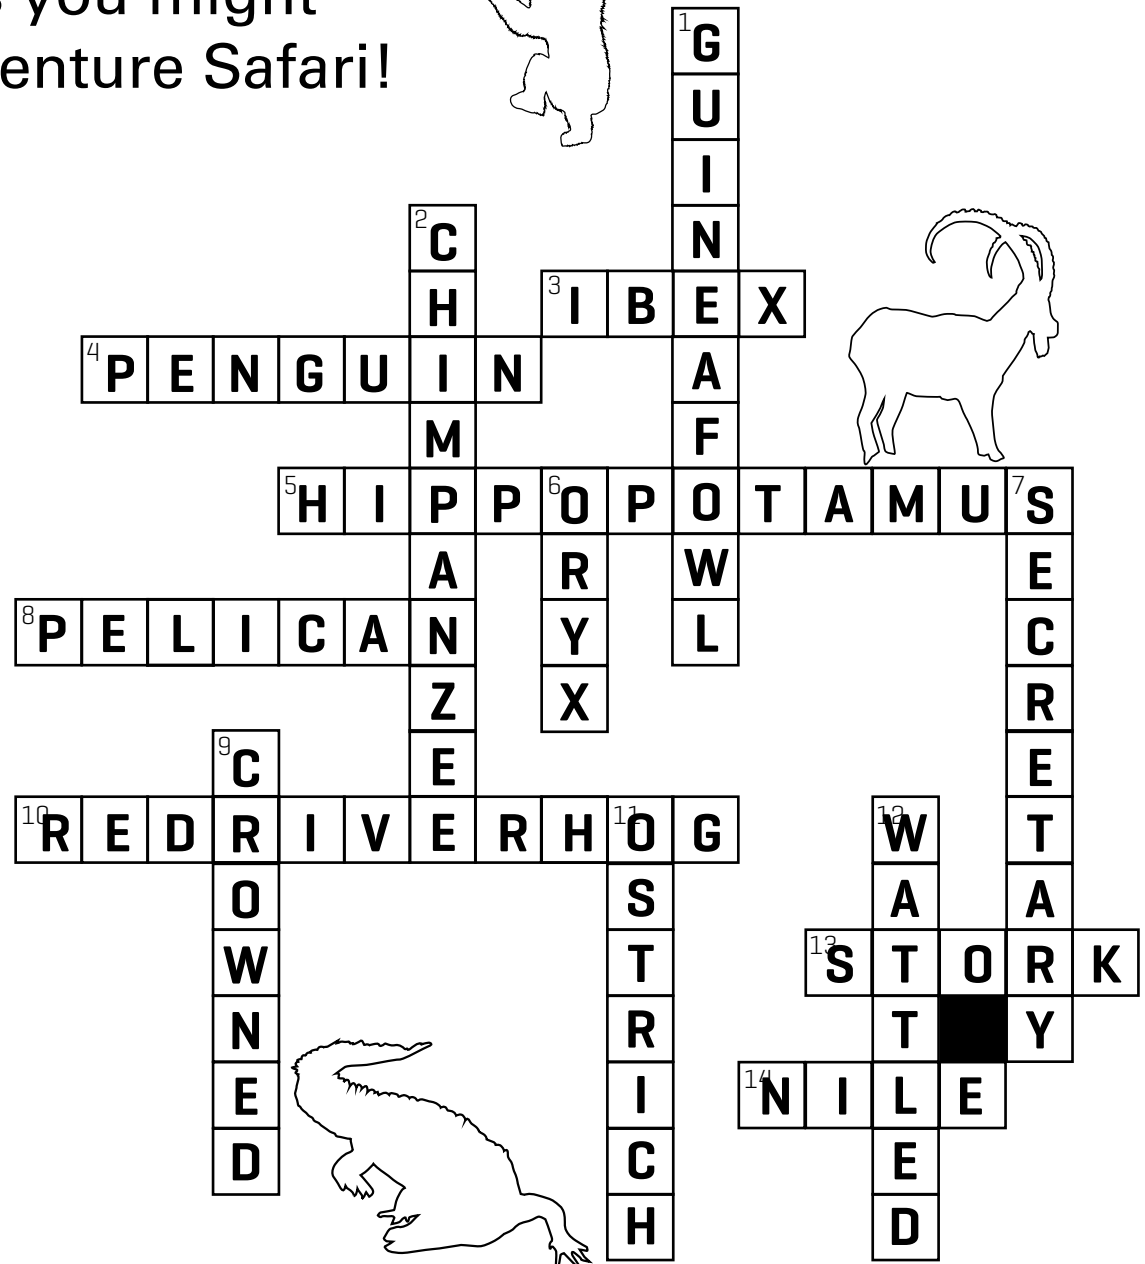 you might
enture Safari!
1 GUINEAFOWL
2 CHIMPANZEE
3 IBEX
4 PENGUIN
5 HIPPOPOTAMUS
6 ORYX
7 SECRETARY
8 PELICAN
9 CROWNED
10 REDRIVERHOG
11 OSTRICH
12 WATTLED
13 STORK
14 NILE